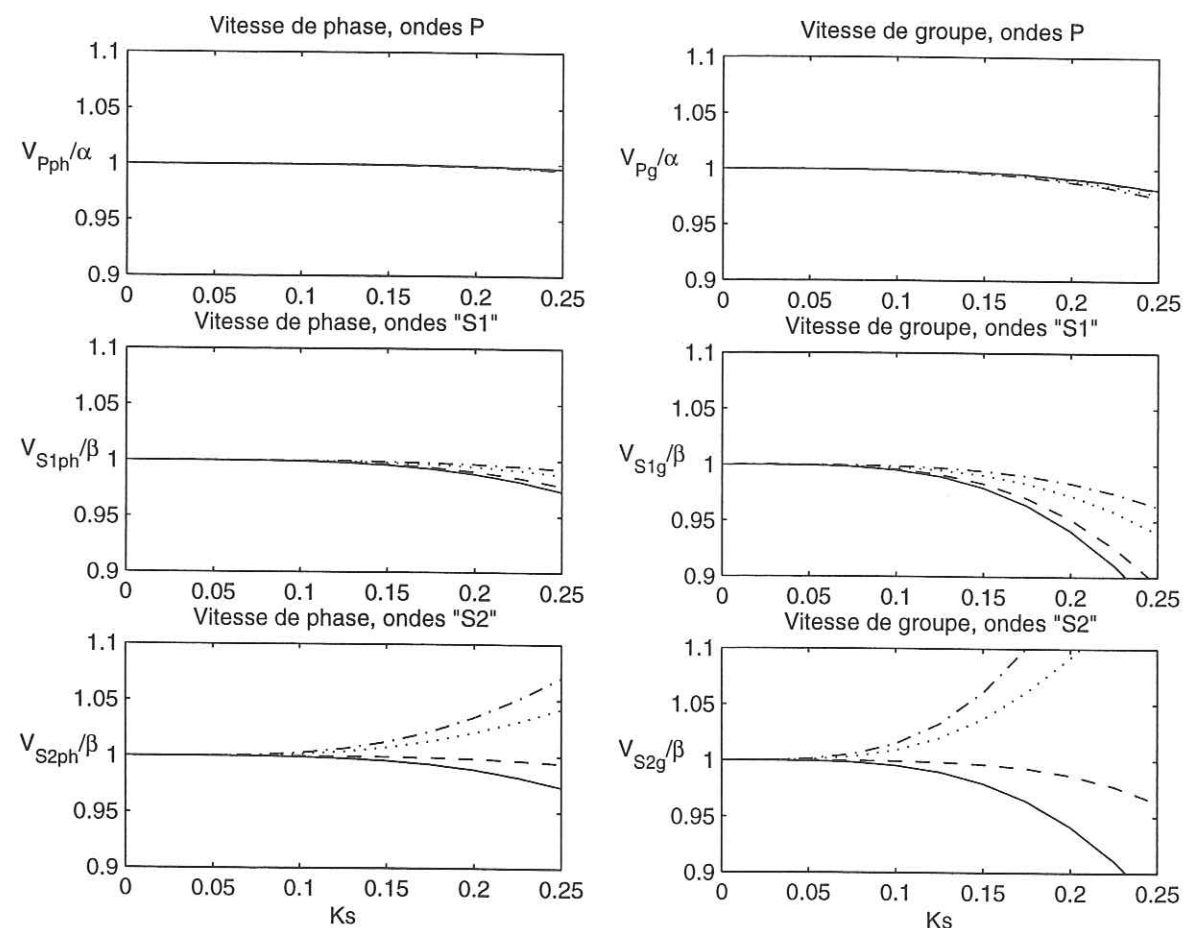 Vitesse de phase, ondes P
1.1
1.05
V_Pph/α 1
0.95
0.9
0 0.05 0.1 0.15 0.2 0.25
Vitesse de groupe, ondes P
1.1
1.05
V_Pg/α 1
0.95
0.9
0 0.05 0.1 0.15 0.2 0.25
Vitesse de phase, ondes "S1"
1.1
1.05
V_S1ph/β 1
0.95
0.9
0 0.05 0.1 0.15 0.2 0.25
Vitesse de groupe, ondes "S1"
1.1
1.05
V_S1g/β 1
0.95
0.9
0 0.05 0.1 0.15 0.2 0.25
Vitesse de phase, ondes "S2"
1.1
1.05
V_S2ph/β 1
0.95
0.9
0 0.05 0.1 0.15 0.2 0.25
Ks
Vitesse de groupe, ondes "S2"
1.1
1.05
V_S2g/β 1
0.95
0.9
0 0.05 0.1 0.15 0.2 0.25
Ks